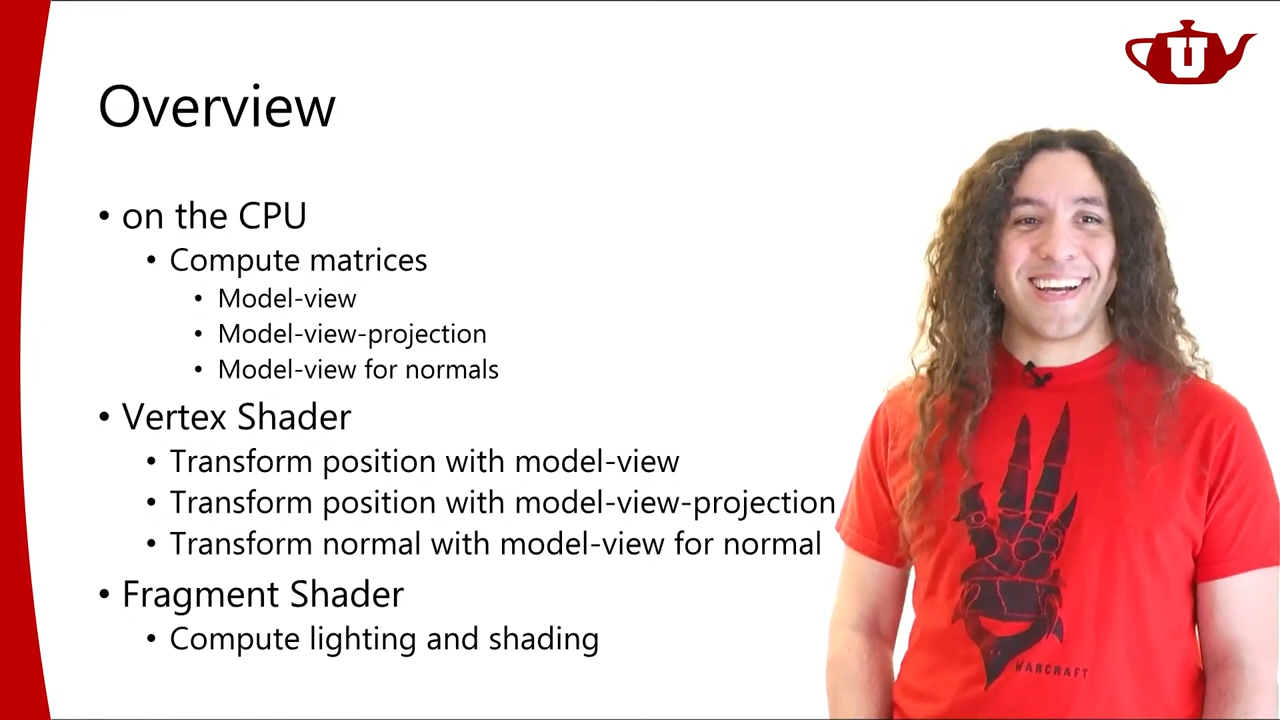 U
Overview
• on the CPU
• Compute matrices
• Model-view
• Model-view-projection
• Model-view for normals
• Vertex Shader
• Transform position with model-view
• Transform position with model-view-projection
• Transform normal with model-view for normal
• Fragment Shader
• Compute lighting and shading
WARCRAFT